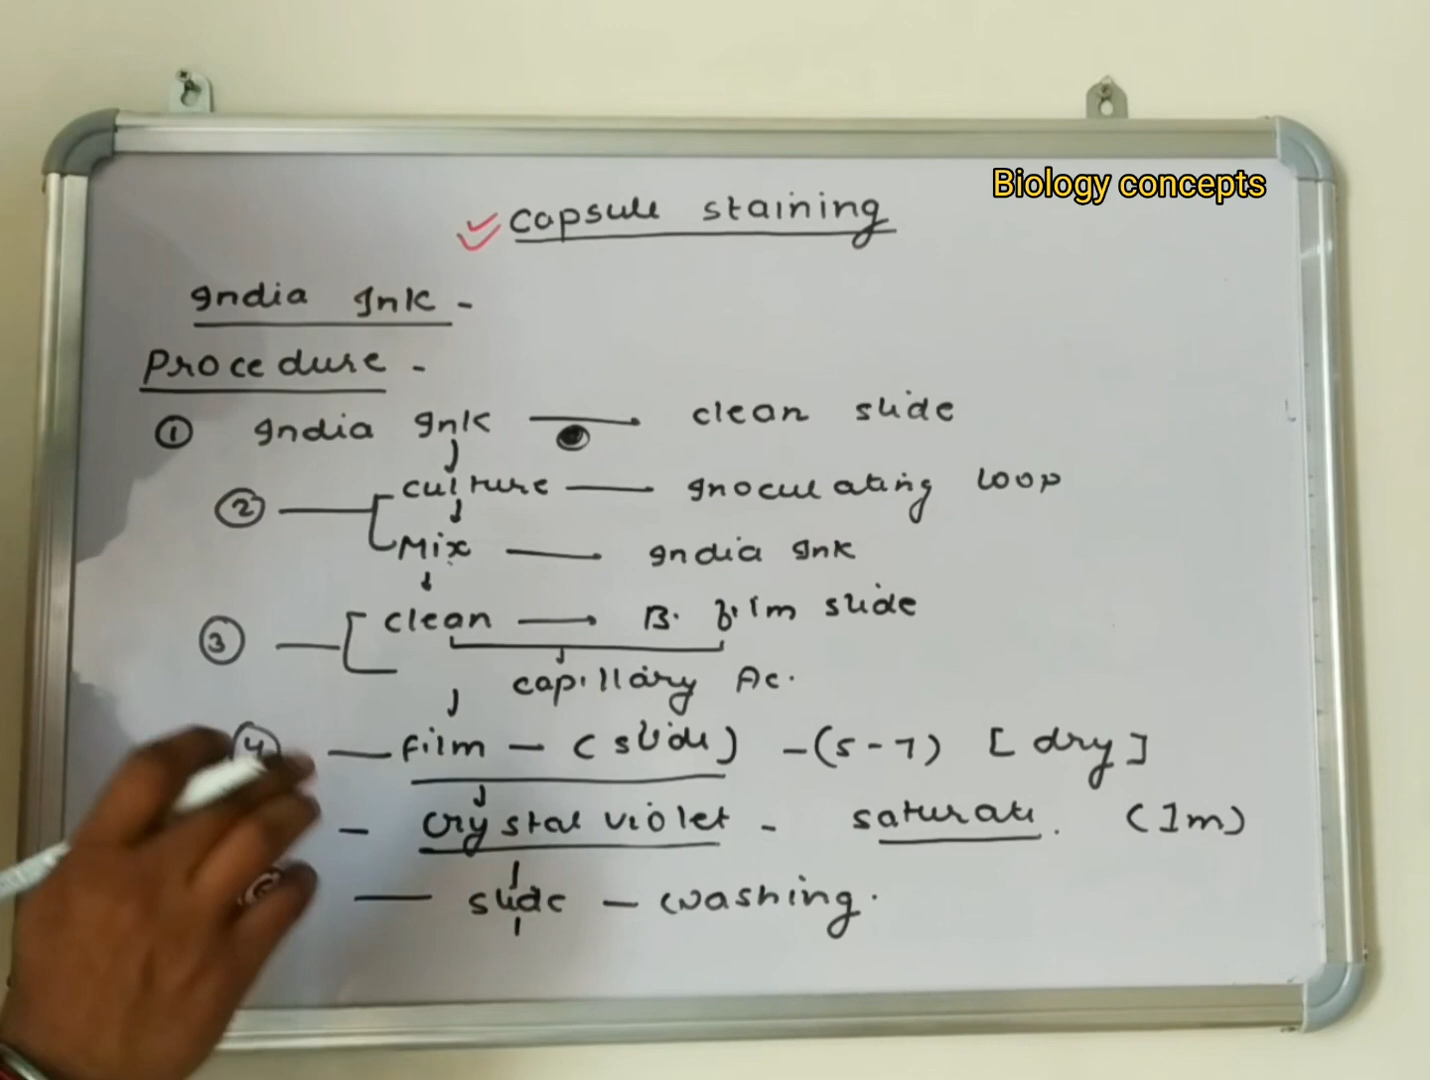 Biology concepts
Capsule staining
India Ink -
Procedure -
① India Ink — clean slide
② — culture — Inoculating loop
Mix — India Ink
③ — clean — B. film slide
capillary Ac.
4 — film — (slide) - (5-7) [dry]
- crystal violet - saturate. (1m)
— slide — washing.